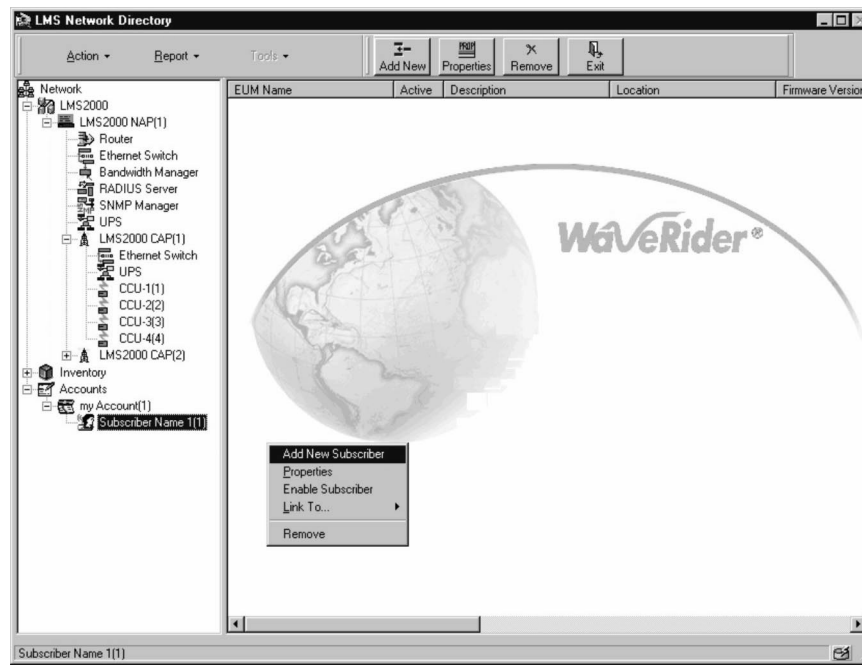 LMS Network Directory
Action Report Tools Add New Properties Remove Exit
PROP
Network
LMS2000
LMS2000 NAP(1)
Router
Ethernet Switch
Bandwidth Manager
RADIUS Server
SNMP Manager
UPS
LMS2000 CAP(1)
Ethernet Switch
UPS
CCU-1(1)
CCU-2(2)
CCU-3(3)
CCU-4(4)
LMS2000 CAP(2)
Inventory
Accounts
my Account(1)
Subscriber Name 1(1)
EUM Name Active Description Location Firmware Version
WaveRider®
Add New Subscriber
Properties
Enable Subscriber
Link To...
Remove
Subscriber Name 1(1)